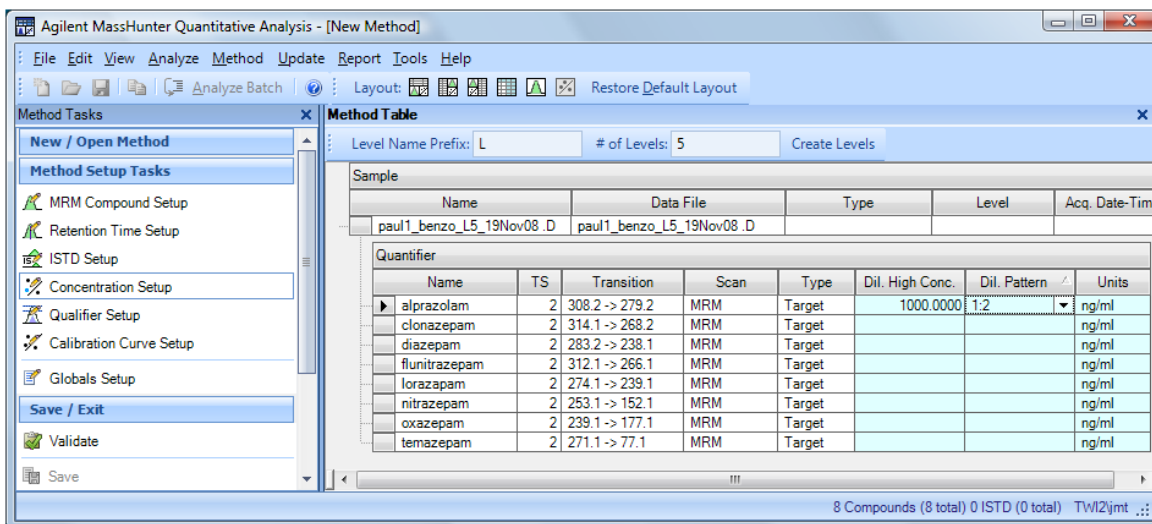 Agilent MassHunter Quantitative Analysis - [New Method]
File Edit View Analyze Method Update Report Tools Help
Analyze Batch Layout: Restore Default Layout
Method Tasks
New / Open Method
Method Setup Tasks
MRM Compound Setup
Retention Time Setup
ISTD Setup
Concentration Setup
Qualifier Setup
Calibration Curve Setup
Globals Setup
Save / Exit
Validate
Save
Method Table
Level Name Prefix: L # of Levels: 5 Create Levels
Sample
Name Data File Type Level Acq. Date-Tim
paul1_benzo_L5_19Nov08 .D paul1_benzo_L5_19Nov08 .D
Quantifier
Name TS Transition Scan Type Dil. High Conc. Dil. Pattern Units
alprazolam 2 308.2 -> 279.2 MRM Target 1000.0000 1:2 ng/ml
clonazepam 2 314.1 -> 268.2 MRM Target ng/ml
diazepam 2 283.2 -> 238.1 MRM Target ng/ml
flunitrazepam 2 312.1 -> 266.1 MRM Target ng/ml
lorazapam 2 274.1 -> 239.1 MRM Target ng/ml
nitrazepam 2 253.1 -> 152.1 MRM Target ng/ml
oxazepam 2 239.1 -> 177.1 MRM Target ng/ml
temazepam 2 271.1 -> 77.1 MRM Target ng/ml
8 Compounds (8 total) 0 ISTD (0 total) TWI2\jmt